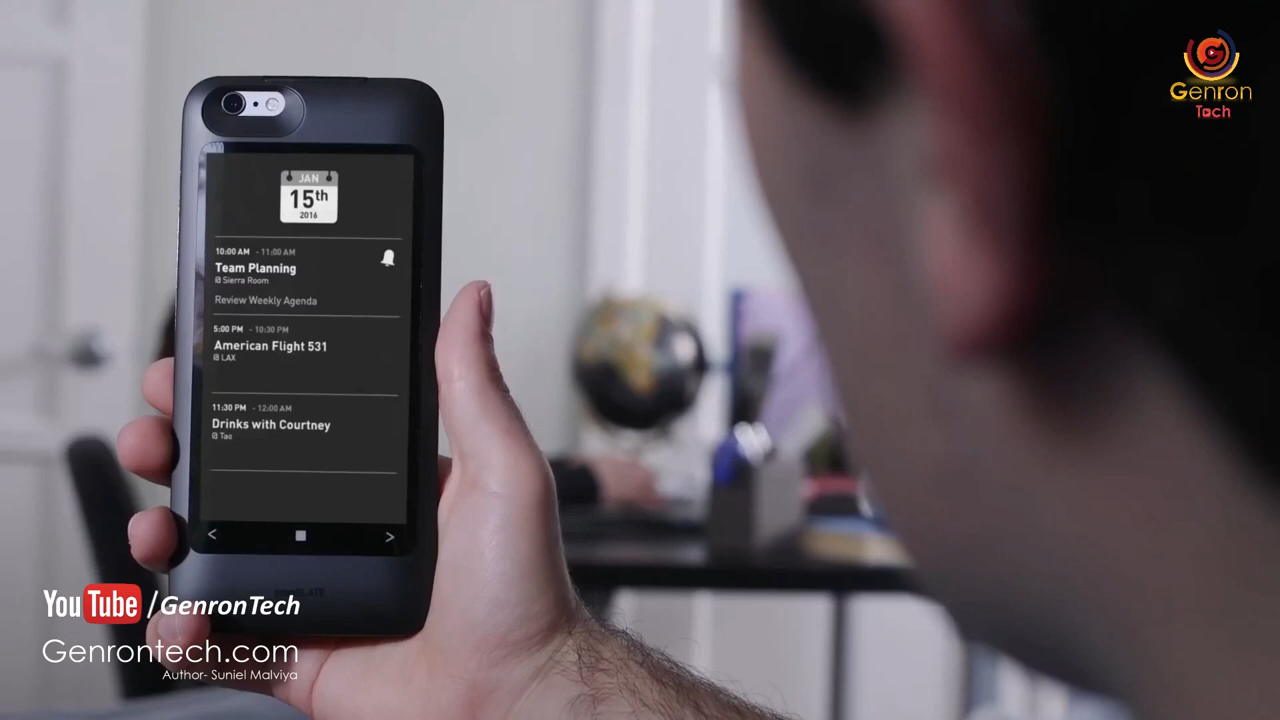 Genron
Tech
JAN
15th
2016
10:00 AM - 11:00 AM
Team Planning
@ Sierra Room
Review Weekly Agenda
5:00 PM - 10:30 PM
American Flight 531
@ LAX
11:30 PM - 12:00 AM
Drinks with Courtney
@ Tao
< >
YouTube /GenronTech
Genrontech.com
Author- Suniel Malviya